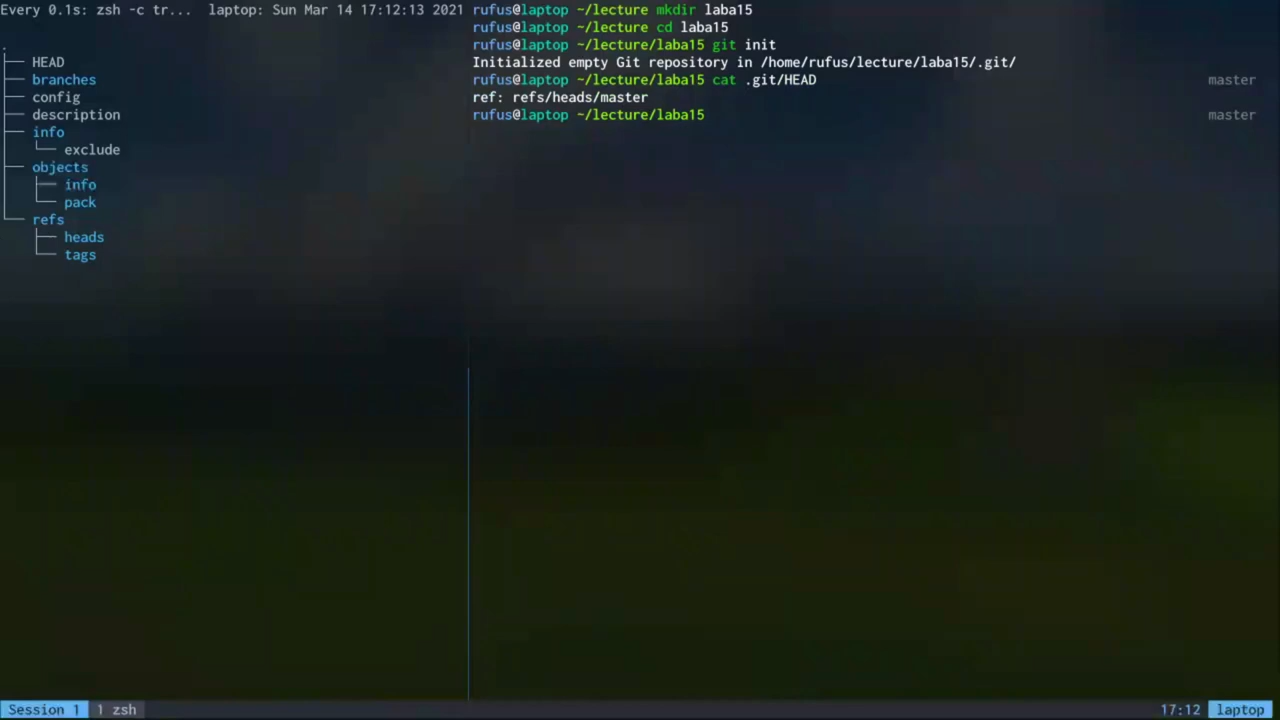 Every 0.1s: zsh -c tr... laptop: Sun Mar 14 17:12:13 2021
.
├── HEAD
├── branches
├── config
├── description
├── info
│   └── exclude
├── objects
│   ├── info
│   └── pack
└── refs
    ├── heads
    └── tags
rufus@laptop ~/lecture mkdir laba15
rufus@laptop ~/lecture cd laba15
rufus@laptop ~/lecture/laba15 git init
Initialized empty Git repository in /home/rufus/lecture/laba15/.git/
rufus@laptop ~/lecture/laba15 cat .git/HEAD master
ref: refs/heads/master
rufus@laptop ~/lecture/laba15 master
Session 1 1 zsh 17:12 laptop